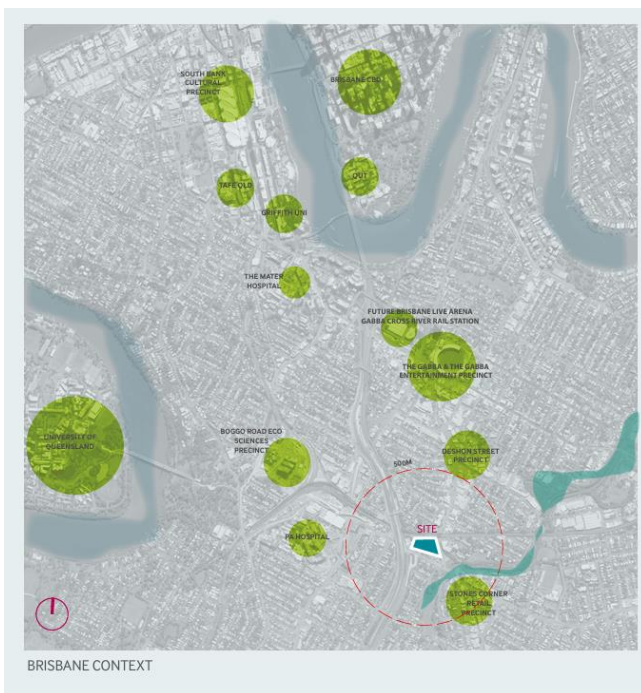 SOUTH BANK
CULTURAL
PRECINCT
BRISBANE CBD
TAFE QLD
QUT
GRIFFITH UNI
THE MATER
HOSPITAL
FUTURE BRISBANE LIVE ARENA
GABBA CROSS RIVER RAIL STATION
THE GABBA & THE GABBA
ENTERTAINMENT PRECINCT
UNIVERSITY OF
QUEENSLAND
BOGGO ROAD ECO
SCIENCES
PRECINCT
DESHON STREET
PRECINCT
500M
SITE
PA HOSPITAL
STONES CORNER
RETAIL
PRECINCT
BRISBANE CONTEXT